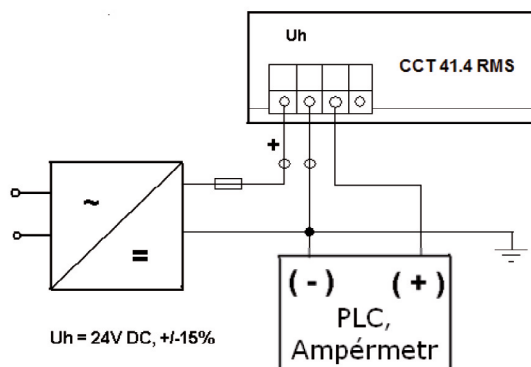 Uh
CCT 41.4 RMS
+
~
=
(-) (+)
PLC,
Ampérmetr
Uh = 24V DC, +/-15%